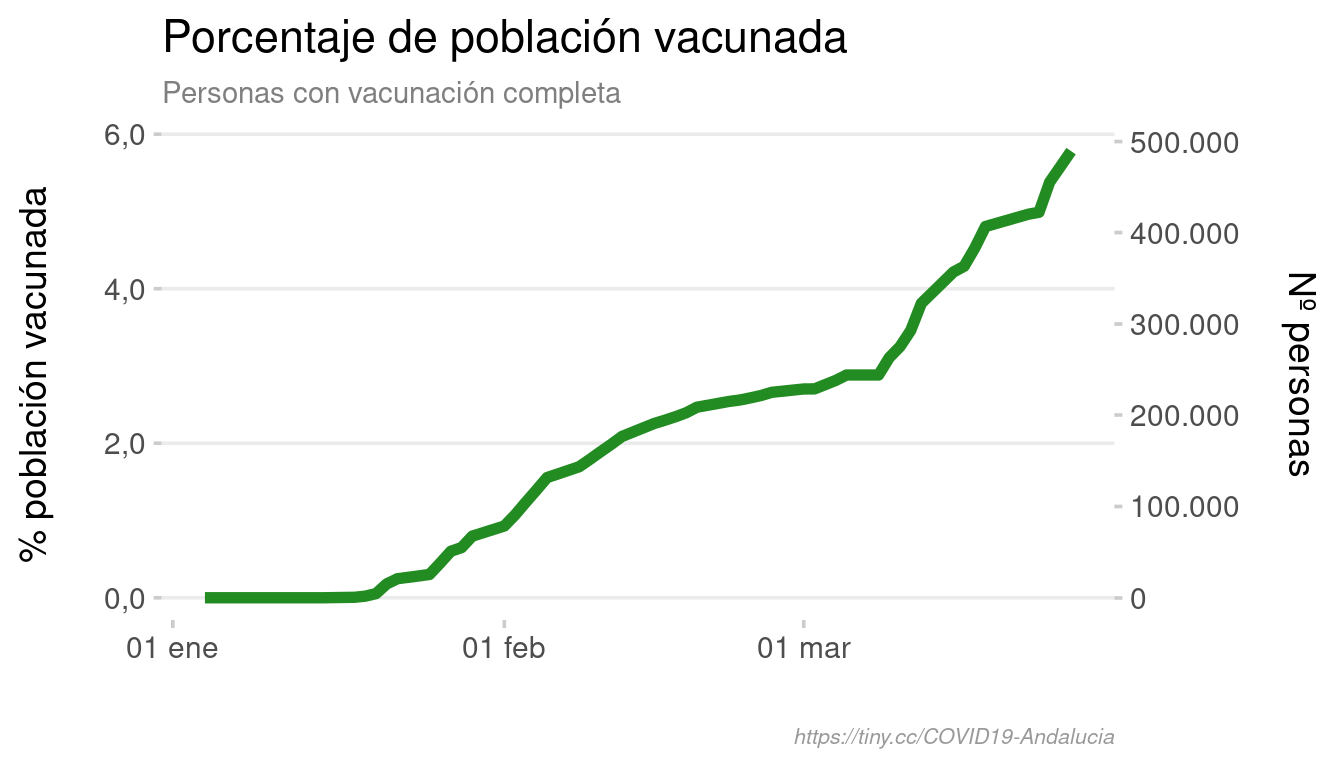 Porcentaje de población vacunada
Personas con vacunación completa
% población vacunada
6,0
4,0
2,0
0,0
500.000
400.000
300.000
200.000
100.000
0
Nº personas
01 ene
01 feb
01 mar
https://tiny.cc/COVID19-Andalucia